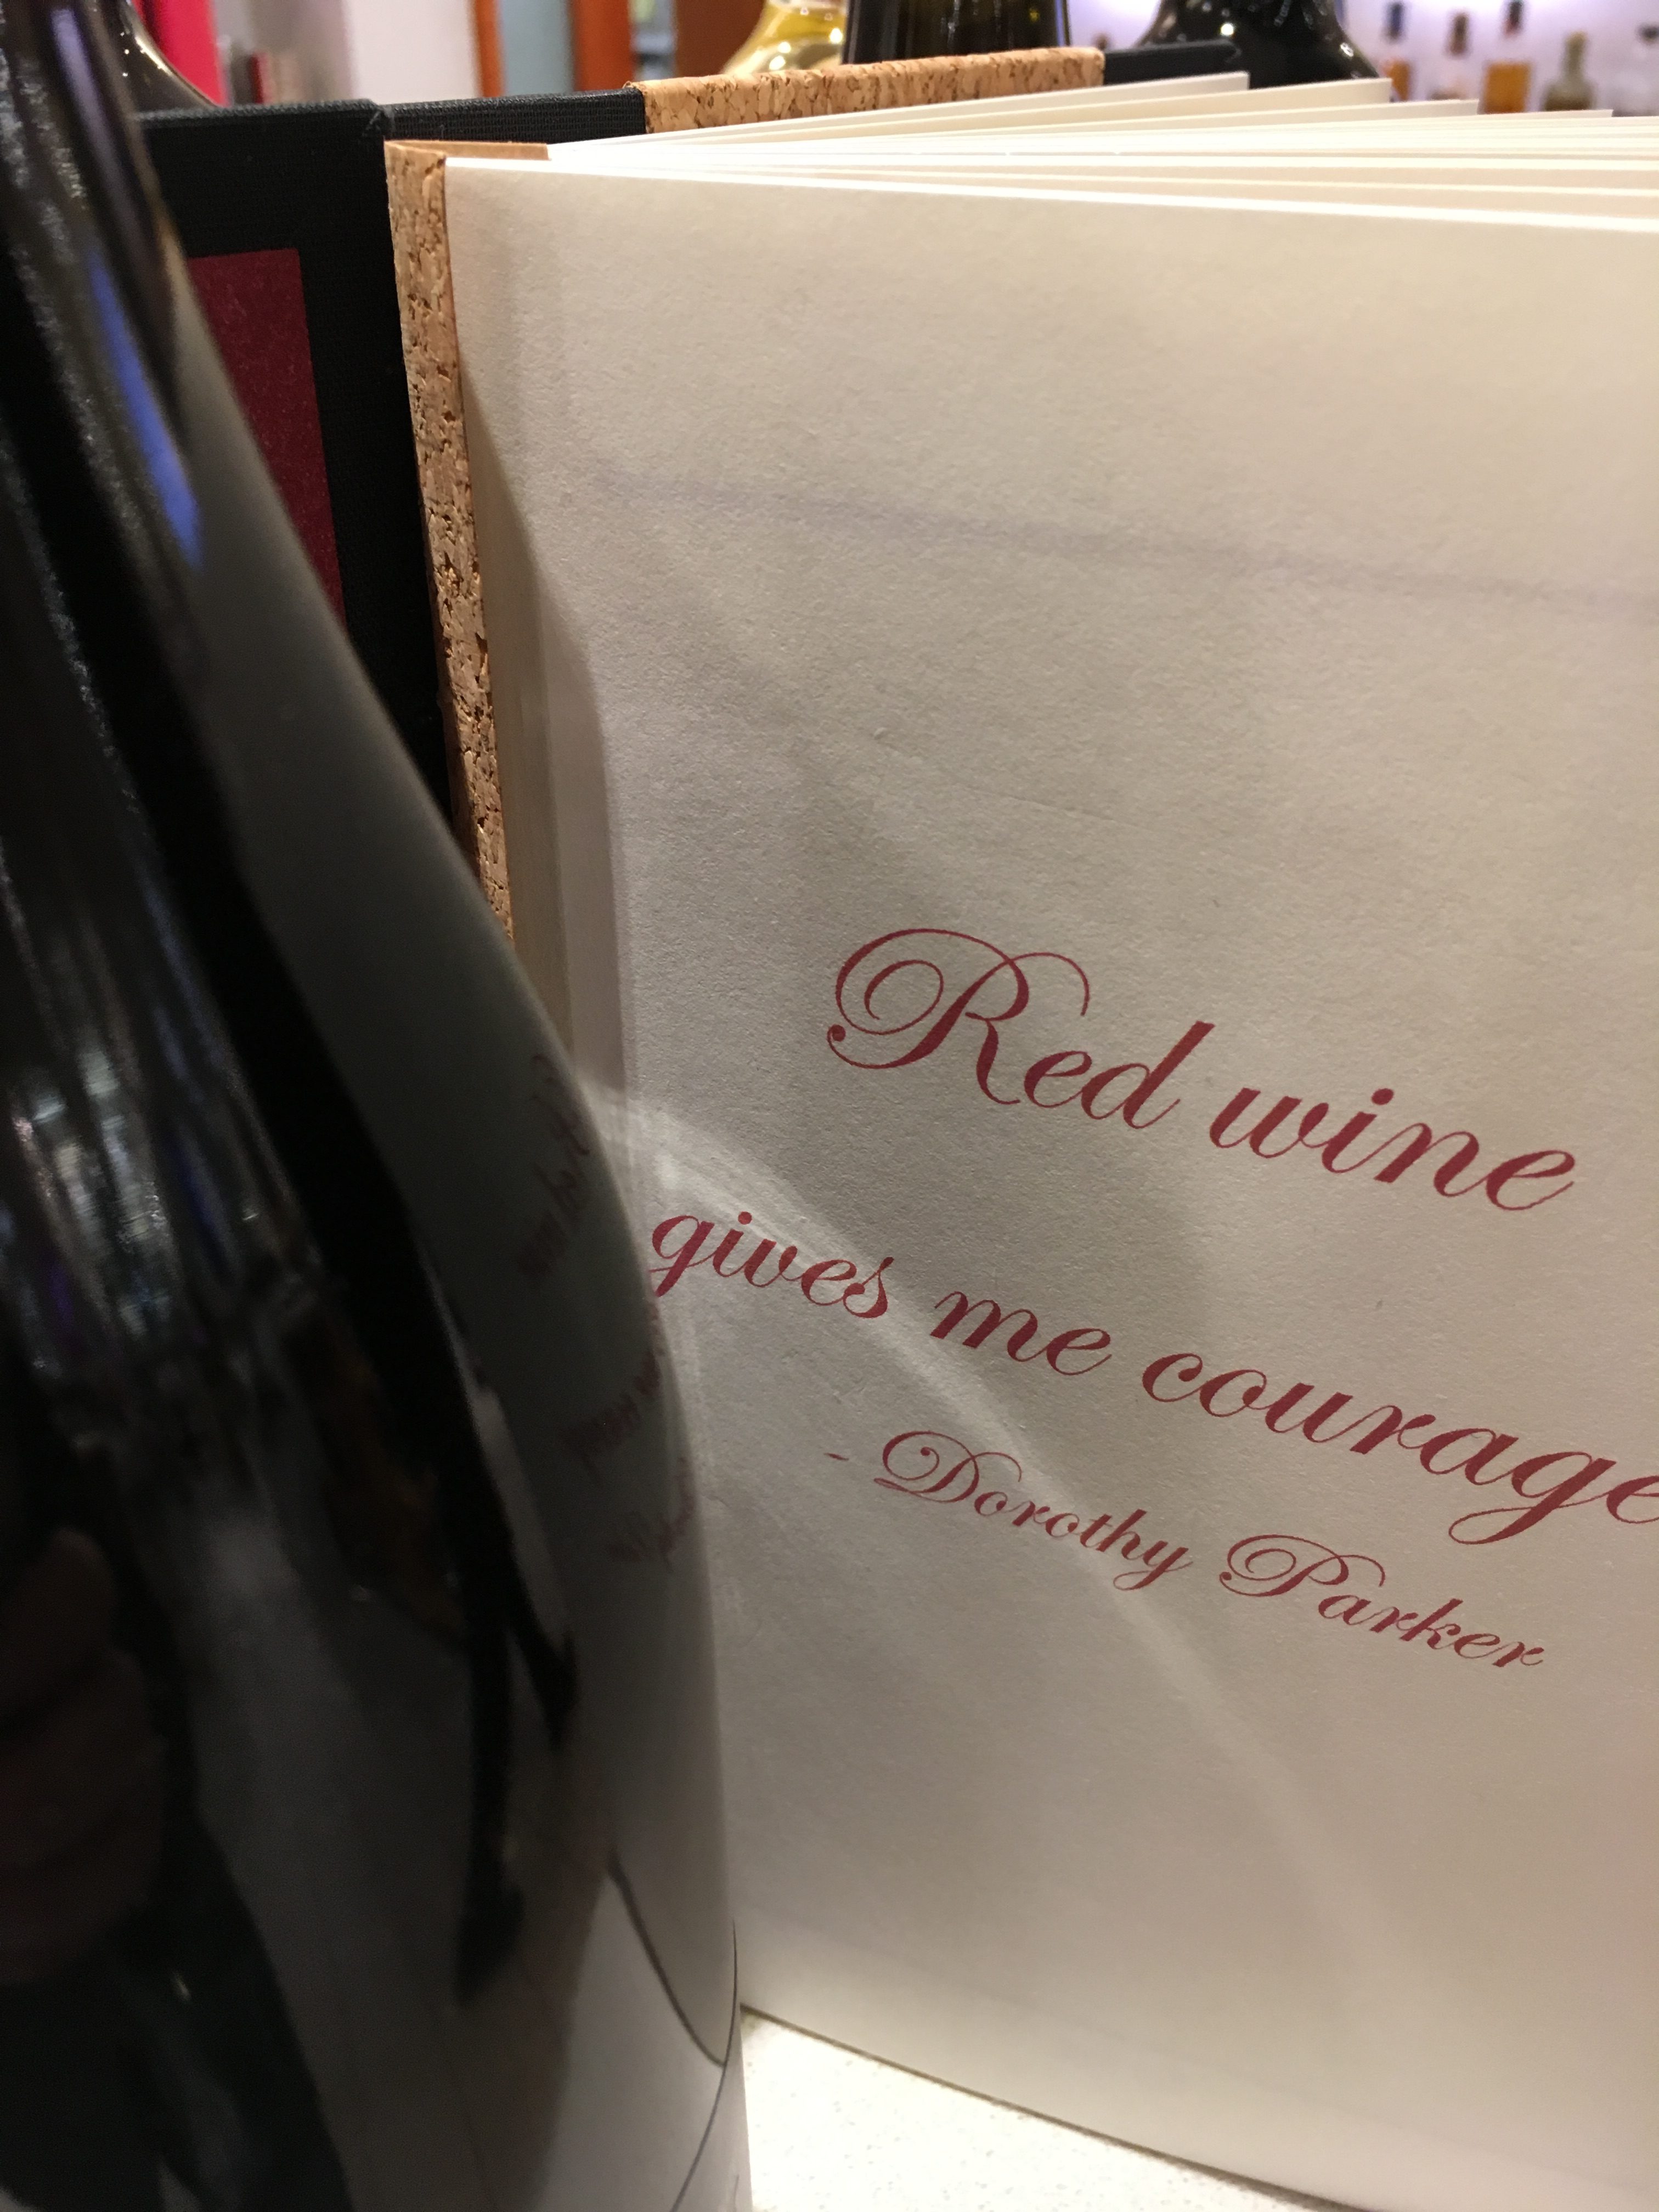 Red wine
gives me courage
- Dorothy Parker